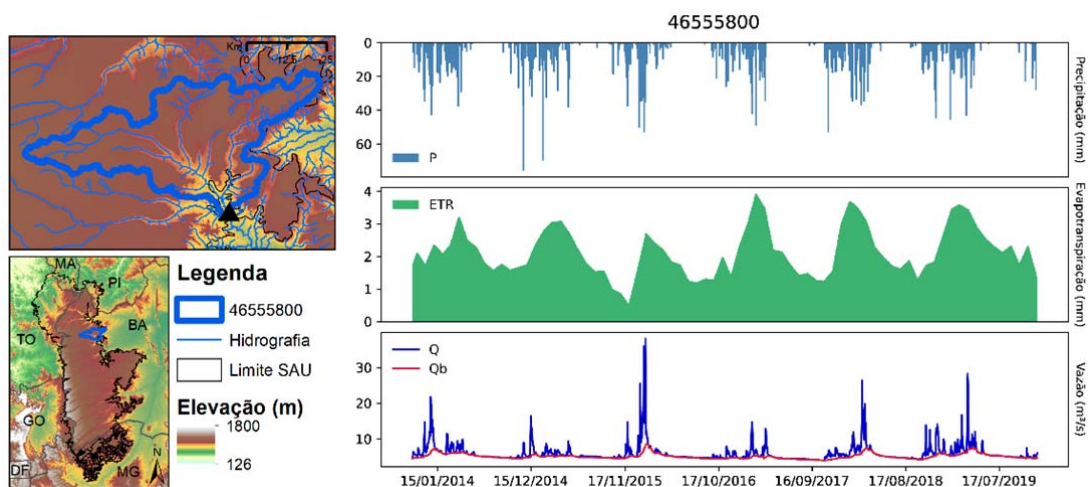 46555800
Km
0 12.5 25
MA
PI
TO
BA
GO
DF
MG
N
Legenda
46555800
Hidrografia
Limite SAU
Elevação (m)
1800
126
0
20
40
60
Precipitação (mm)
P
4
3
2
1
0
Evapotranspiração (mm)
ETR
30
20
10
Vazão (m³/s)
Q
Qb
15/01/2014 15/12/2014 17/11/2015 17/10/2016 16/09/2017 17/08/2018 17/07/2019